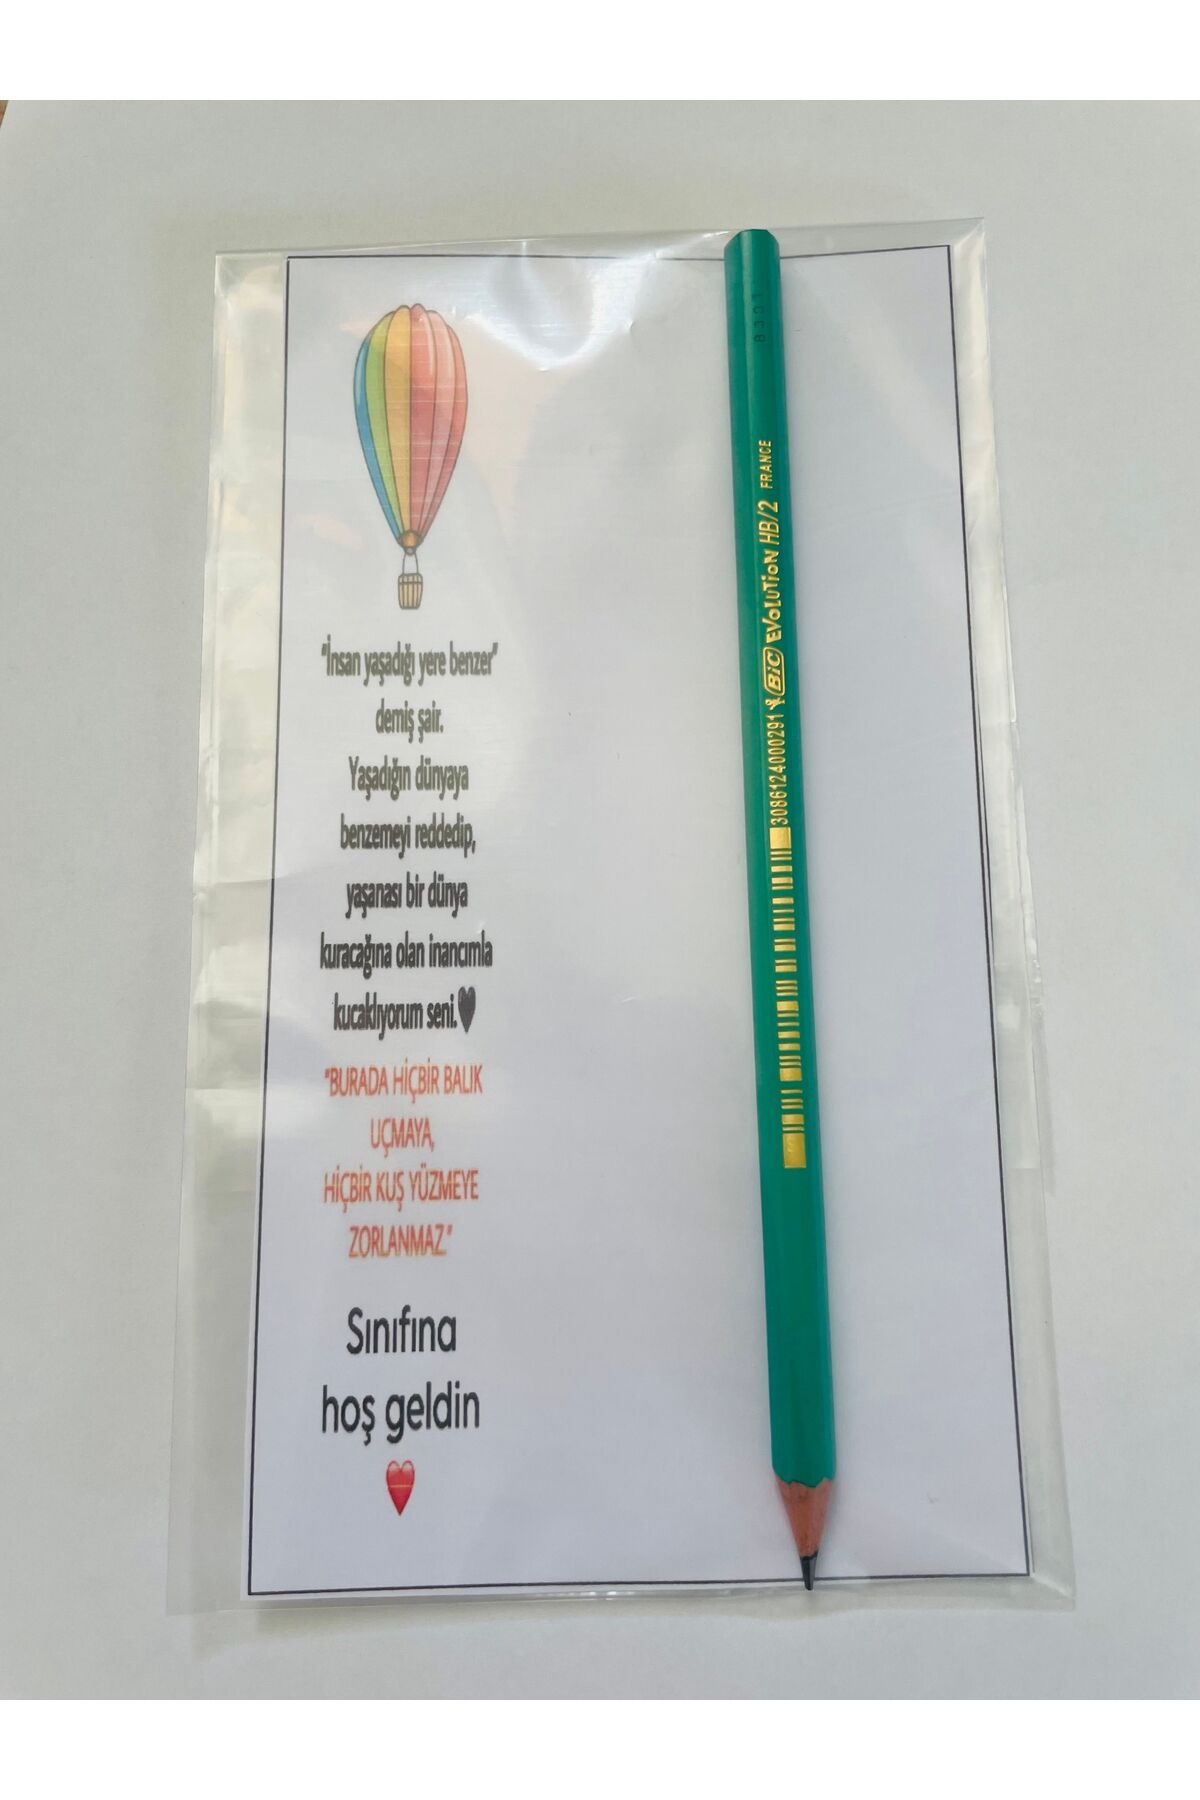 "İnsan yaşadığı yere benzer"
demiş şair.
Yaşadığın dünyaya
benzemeyi reddedip,
yaşanası bir dünya
kuracağına olan inancımla
kucaklıyorum seni.🖤
"BURADA HİÇBİR BALIK
UÇMAYA,
HİÇBİR KUŞ YÜZMEYE
ZORLANMAZ"
Sınıfına
hoş geldin
3086124000291 BIC EVOLUTION HB/2 FRANCE